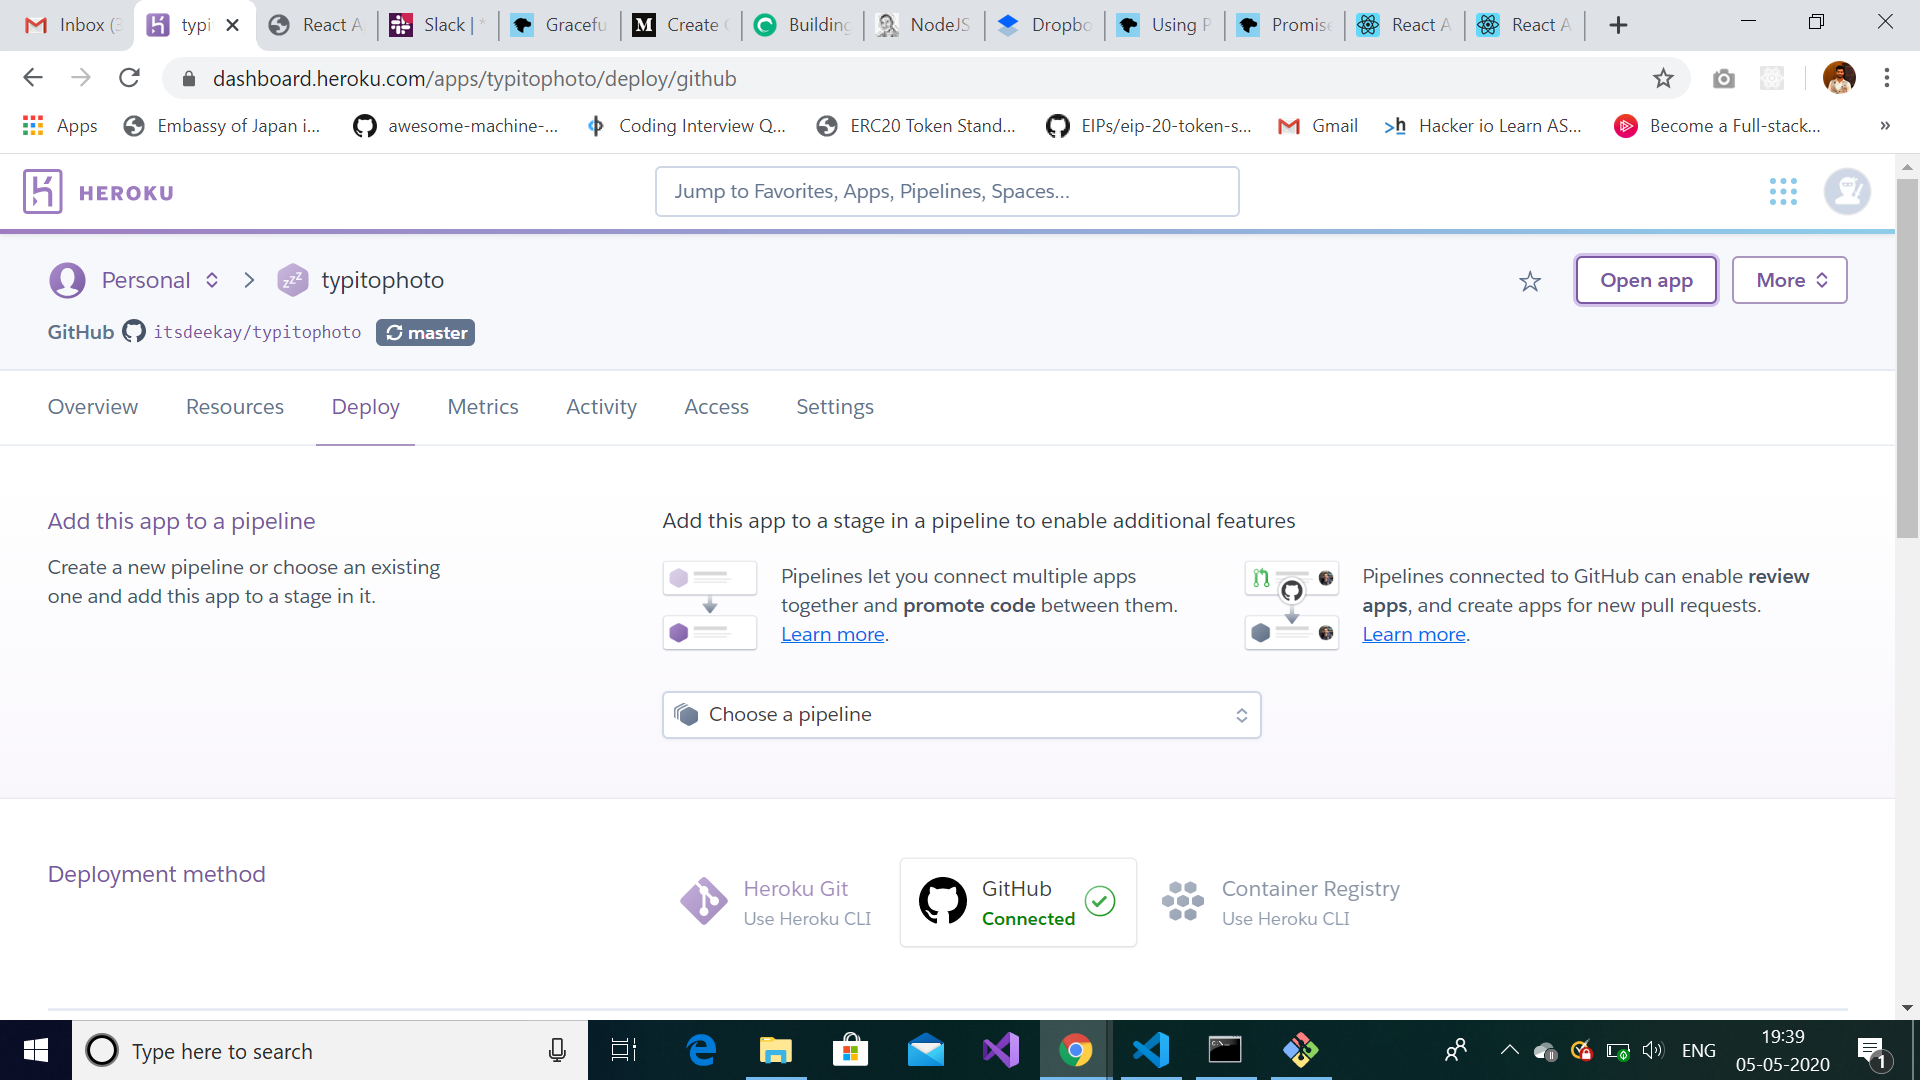 Inbox (3
typi
React A
Slack | *
Gracefu
Create
Building
NodeJS
Dropbo
Using P
Promise
React A
React A
dashboard.heroku.com/apps/typitophoto/deploy/github
Apps
Embassy of Japan i...
awesome-machine-...
Coding Interview Q...
ERC20 Token Stand...
EIPs/eip-20-token-s...
Gmail
Hacker io Learn AS...
Become a Full-stack...
»
HEROKU
Jump to Favorites, Apps, Pipelines, Spaces...
Personal
typitophoto
Open app
More
GitHub itsdeekay/typitophoto master
Overview
Resources
Deploy
Metrics
Activity
Access
Settings
Add this app to a pipeline
Create a new pipeline or choose an existing
one and add this app to a stage in it.
Add this app to a stage in a pipeline to enable additional features
Pipelines let you connect multiple apps
together and promote code between them.
Learn more.
Pipelines connected to GitHub can enable review
apps, and create apps for new pull requests.
Learn more.
Choose a pipeline
Deployment method
Heroku Git
Use Heroku CLI
GitHub
Connected
Container Registry
Use Heroku CLI
Type here to search
ENG
19:39
05-05-2020
1